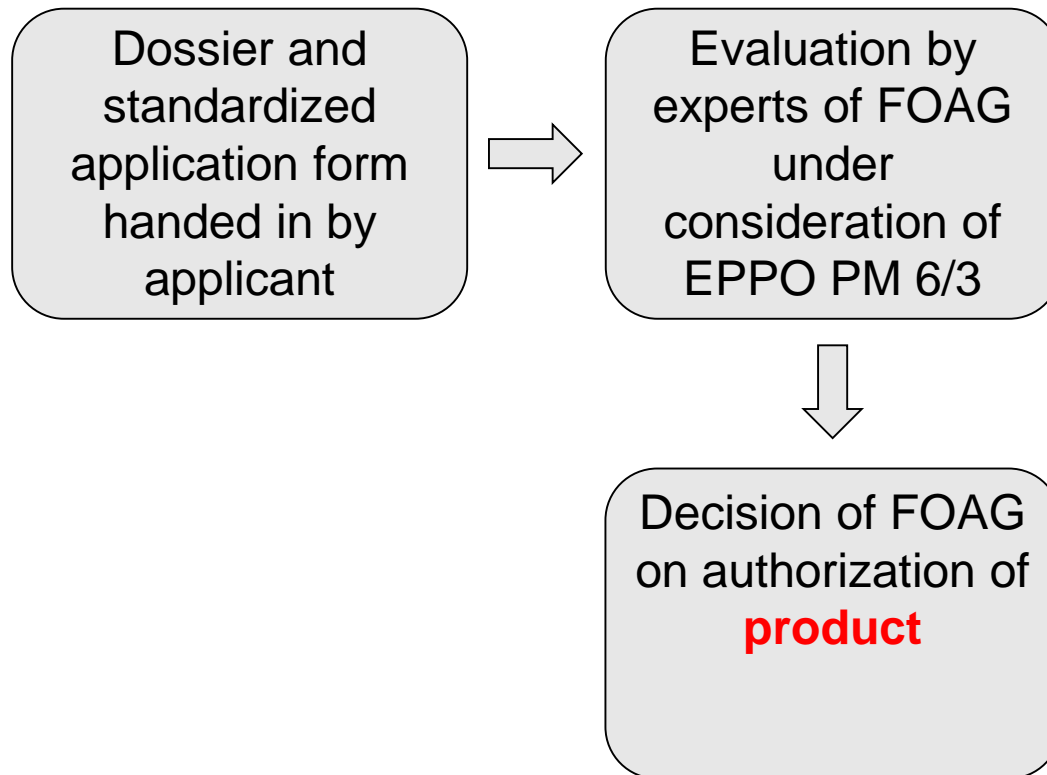 Dossier and
standardized
application form
handed in by
applicant
Evaluation by
experts of FOAG
under
consideration of
EPPO PM 6/3
Decision of FOAG
on authorization of
product